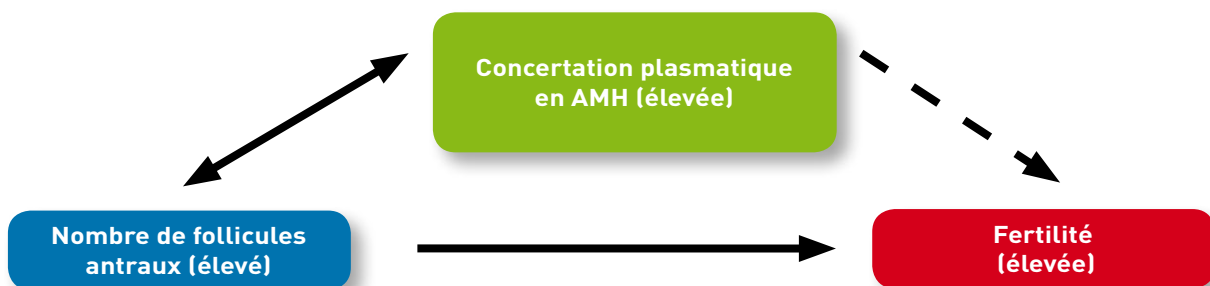 Concertation plasmatique
en AMH (élevée)
Nombre de follicules
antraux (élevé)
Fertilité
(élevée)